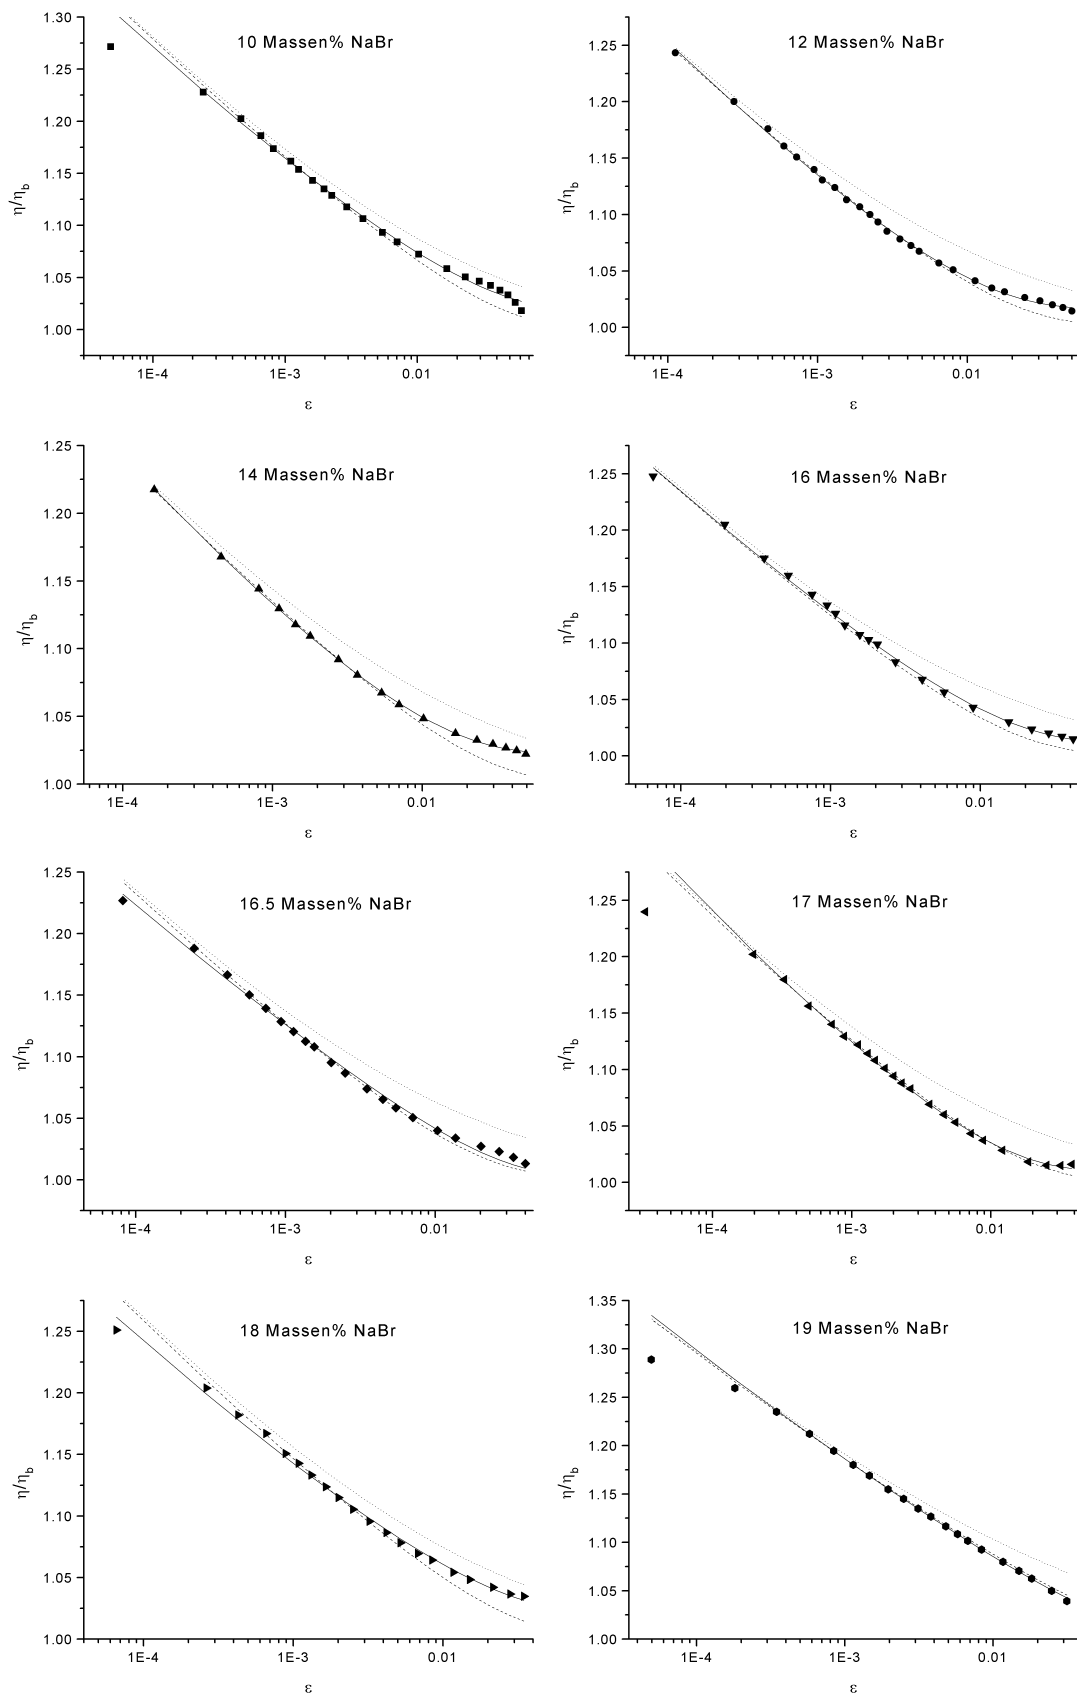 10 Massen% NaBr
1.30
1.25
1.20
1.15
1.10
1.05
1.00
η/ηb
1E-4 1E-3 0.01
ε
12 Massen% NaBr
1.25
1.20
1.15
1.10
1.05
1.00
η/ηb
1E-4 1E-3 0.01
ε
14 Massen% NaBr
1.25
1.20
1.15
1.10
1.05
1.00
η/ηb
1E-4 1E-3 0.01
ε
16 Massen% NaBr
1.25
1.20
1.15
1.10
1.05
1.00
η/ηb
1E-4 1E-3 0.01
ε
16.5 Massen% NaBr
1.25
1.20
1.15
1.10
1.05
1.00
η/ηb
1E-4 1E-3 0.01
ε
17 Massen% NaBr
1.25
1.20
1.15
1.10
1.05
1.00
η/ηb
1E-4 1E-3 0.01
ε
18 Massen% NaBr
1.25
1.20
1.15
1.10
1.05
1.00
η/ηb
1E-4 1E-3 0.01
ε
19 Massen% NaBr
1.35
1.30
1.25
1.20
1.15
1.10
1.05
1.00
η/ηb
1E-4 1E-3 0.01
ε